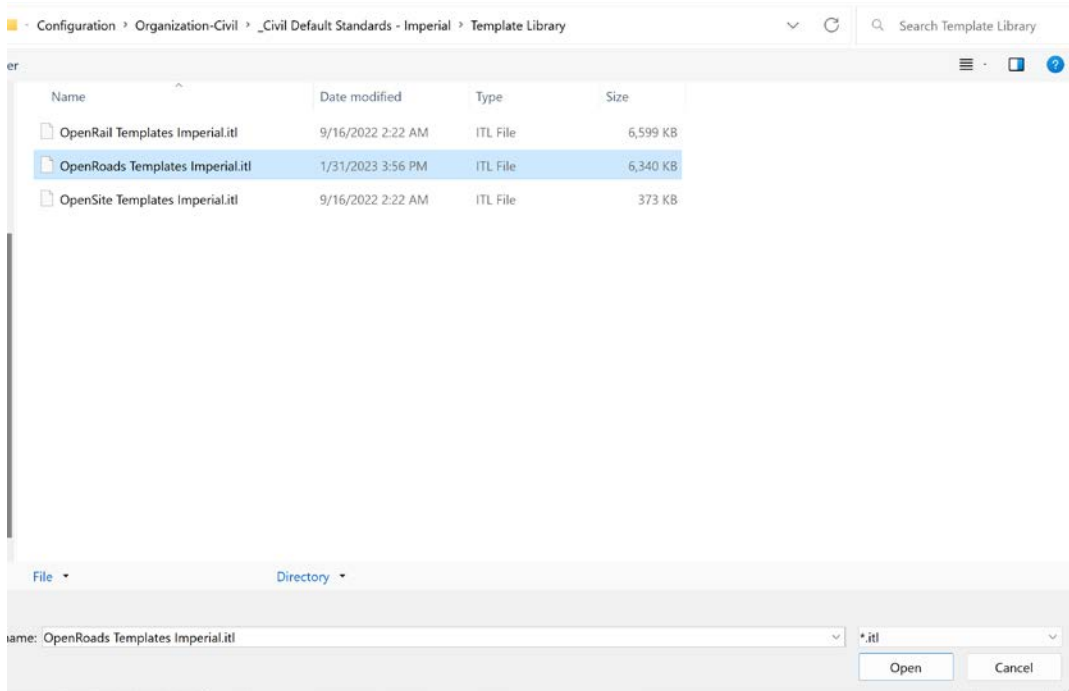 Configuration › Organization-Civil › _Civil Default Standards - Imperial › Template Library
Search Template Library
er
Name Date modified Type Size
OpenRail Templates Imperial.itl 9/16/2022 2:22 AM ITL File 6,599 KB
OpenRoads Templates Imperial.itl 1/31/2023 3:56 PM ITL File 6,340 KB
OpenSite Templates Imperial.itl 9/16/2022 2:22 AM ITL File 373 KB
File Directory
name: OpenRoads Templates Imperial.itl *.itl
Open Cancel